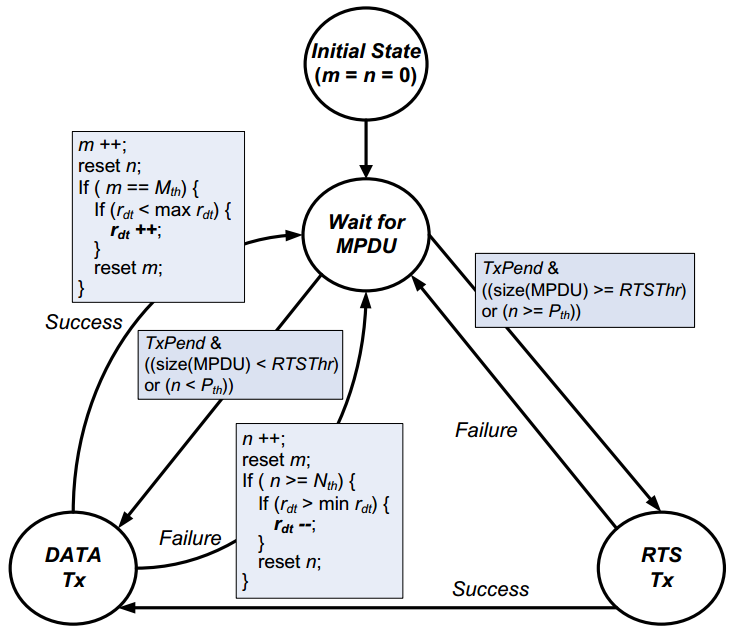 Initial State
(m = n = 0)
m ++;
reset n;
If ( m == Mth) {
If (rdt < max rdt) {
rdt ++;
}
reset m;
}
Wait for
MPDU
TxPend &
((size(MPDU) >= RTSThr)
or (n >= Pth))
Success
TxPend &
((size(MPDU) < RTSThr)
or (n < Pth))
Failure
n ++;
reset m;
If ( n >= Nth) {
If (rdt > min rdt) {
rdt --;
}
reset n;
}
Failure
DATA
Tx
RTS
Tx
Success